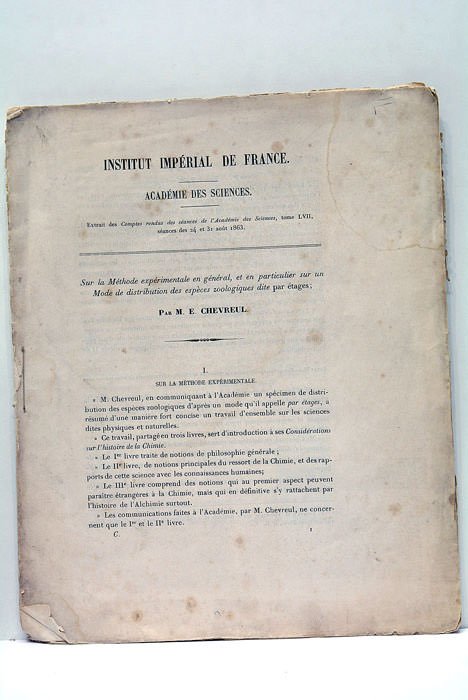 INSTITUT IMPÉRIAL DE FRANCE.
ACADÉMIE DES SCIENCES.
Extrait des Comptes rendus des séances de l'Académie des Sciences, tome LVII,
séances des 24 et 31 août 1863.
Sur la Méthode expérimentale en général, et en particulier sur un
Mode de distribution des espèces zoologiques dite par étages;
PAR M. E. CHEVREUL.
I.
SUR LA MÉTHODE EXPÉRIMENTALE
» M. Chevreul, en communiquant à l'Académie un spécimen de distri-
bution des espèces zoologiques d'après un mode qu'il appelle par étages, a
résumé d'une manière fort concise un travail d'ensemble sur les sciences
dites physiques et naturelles.
» Ce travail, partagé en trois livres, sert d'introduction à ses Considérations
sur l'histoire de la Chimie.
» Le Ier livre traite de notions de philosophie générale;
» Le IIe livre, de notions principales du ressort de la Chimie, et des rap-
ports de cette science avec les connaissances humaines;
» Le IIIe livre comprend des notions qui au premier aspect peuvent
paraître étrangères à la Chimie, mais qui en définitive s'y rattachent par
l'histoire de l'Alchimie surtout.
» Les communications faites à l'Académie, par M. Chevreul, ne concer-
nent que le Ier et le IIe livre.
C. 1